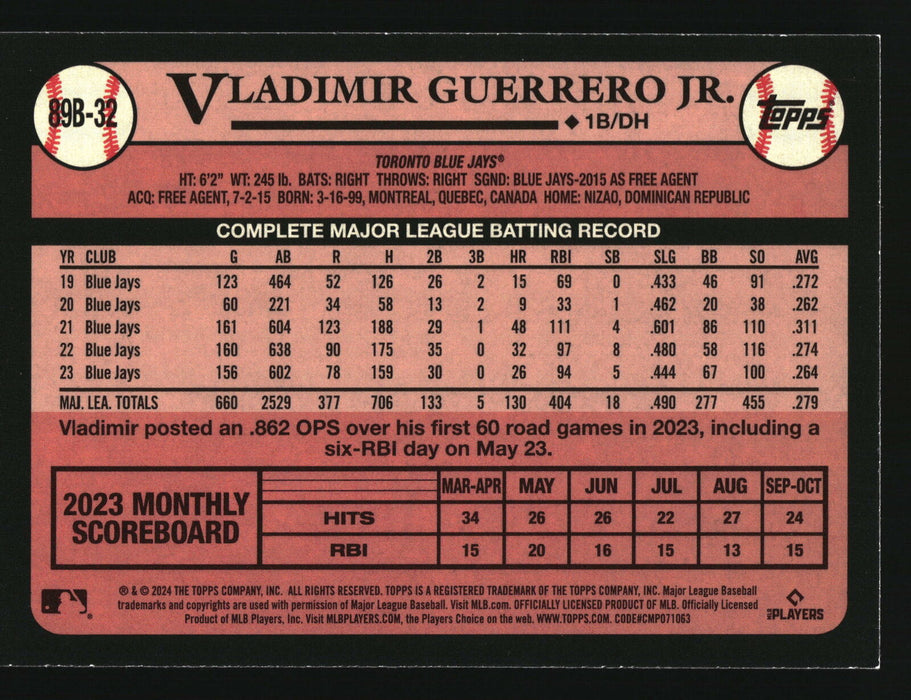 89B-32
VLADIMIR GUERRERO JR.
◆ 1B/DH
topps
TORONTO BLUE JAYS®
HT: 6'2" WT: 245 lb. BATS: RIGHT THROWS: RIGHT SGND: BLUE JAYS-2015 AS FREE AGENT
ACQ: FREE AGENT, 7-2-15 BORN: 3-16-99, MONTREAL, QUEBEC, CANADA HOME: NIZAO, DOMINICAN REPUBLIC
COMPLETE MAJOR LEAGUE BATTING RECORD
YR CLUB G AB R H 2B 3B HR RBI SB SLG BB SO AVG
19 Blue Jays 123 464 52 126 26 2 15 69 0 .433 46 91 .272
20 Blue Jays 60 221 34 58 13 2 9 33 1 .462 20 38 .262
21 Blue Jays 161 604 123 188 29 1 48 111 4 .601 86 110 .311
22 Blue Jays 160 638 90 175 35 0 32 97 8 .480 58 116 .274
23 Blue Jays 156 602 78 159 30 0 26 94 5 .444 67 100 .264
MAJ. LEA. TOTALS 660 2529 377 706 133 5 130 404 18 .490 277 455 .279
Vladimir posted an .862 OPS over his first 60 road games in 2023, including a
six-RBI day on May 23.
2023 MONTHLY
SCOREBOARD
MAR-APR MAY JUN JUL AUG SEP-OCT
HITS 34 26 26 22 27 24
RBI 15 20 16 15 13 15
® & © 2024 THE TOPPS COMPANY, INC. ALL RIGHTS RESERVED. TOPPS IS A REGISTERED TRADEMARK OF THE TOPPS COMPANY, INC. Major League Baseball
trademarks and copyrights are used with permission of Major League Baseball. Visit MLB.com. OFFICIALLY LICENSED PRODUCT OF MLB. Officially Licensed
Product of MLB Players, Inc. Visit MLBPLAYERS.COM, the Players Choice on the web. WWW.TOPPS.COM. CODE#CMP071063
MLB PLAYERS